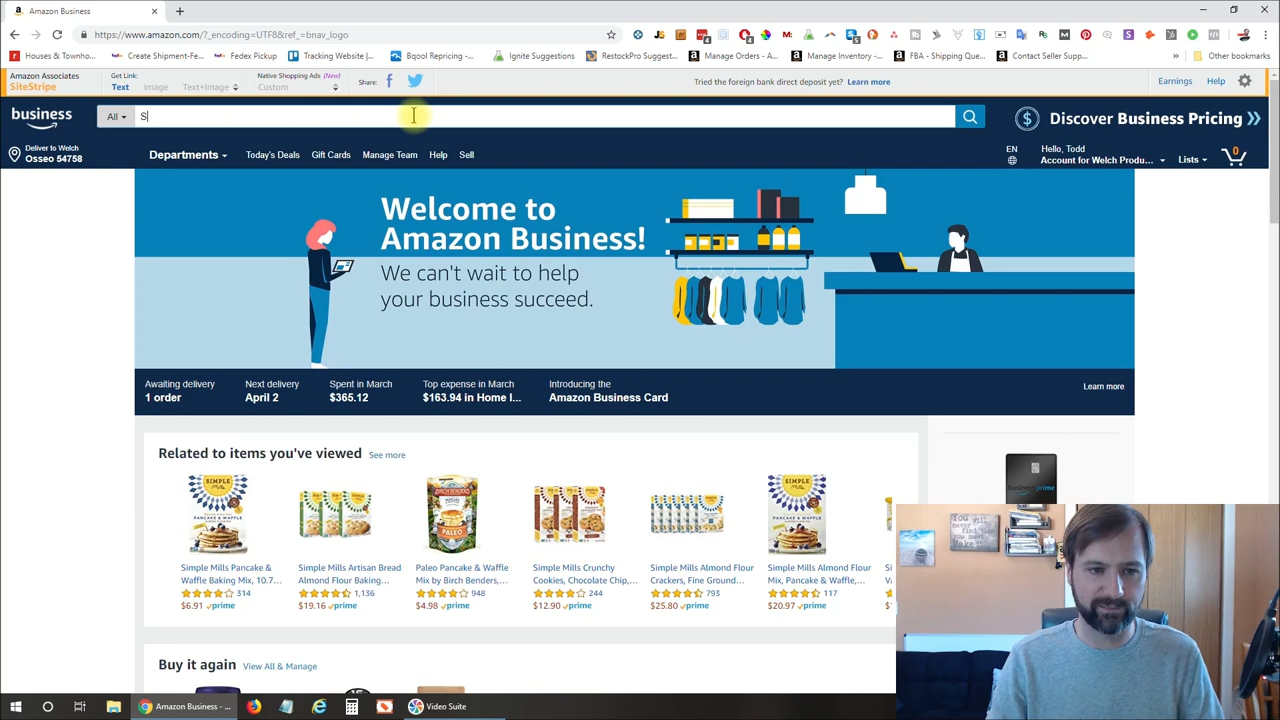 Amazon Business
https://www.amazon.com/?_encoding=UTF8&ref_=bnav_logo
Houses & Townho...
Create Shipment-Fe...
Fedex Pickup
Tracking Website |...
Bqool Repricing -...
Ignite Suggestions
RestockPro Suggest...
Manage Orders - A...
Manage Inventory -...
FBA - Shipping Que...
Contact Seller Supp...
Other bookmarks
Amazon Associates
SiteStripe
Get Link:
Text
Image
Text+Image
Native Shopping Ads (New)
Custom
Share:
Tried the foreign bank direct deposit yet? Learn more
Earnings
Help
business
All
S
Discover Business Pricing
Deliver to Welch
Osseo 54758
Departments
Today's Deals
Gift Cards
Manage Team
Help
Sell
EN
Hello, Todd
Account for Welch Produ...
Lists
0
Welcome to
Amazon Business!
We can't wait to help
your business succeed.
Awaiting delivery
1 order
Next delivery
April 2
Spent in March
$365.12
Top expense in March
$163.94 in Home I...
Introducing the
Amazon Business Card
Learn more
Related to items you've viewed See more
Simple Mills Pancake &
Waffle Baking Mix, 10.7...
314
$6.91 prime
Simple Mills Artisan Bread
Almond Flour Baking...
1,136
$19.16 prime
Paleo Pancake & Waffle
Mix by Birch Benders,...
948
$4.98 prime
Simple Mills Crunchy
Cookies, Chocolate Chip,...
244
$12.90 prime
Simple Mills Almond Flour
Crackers, Fine Ground...
793
$25.80 prime
Simple Mills Almond Flour
Mix, Pancake & Waffle,...
117
$20.97 prime
business prime
Buy it again View All & Manage
Amazon Business - ...
Video Suite